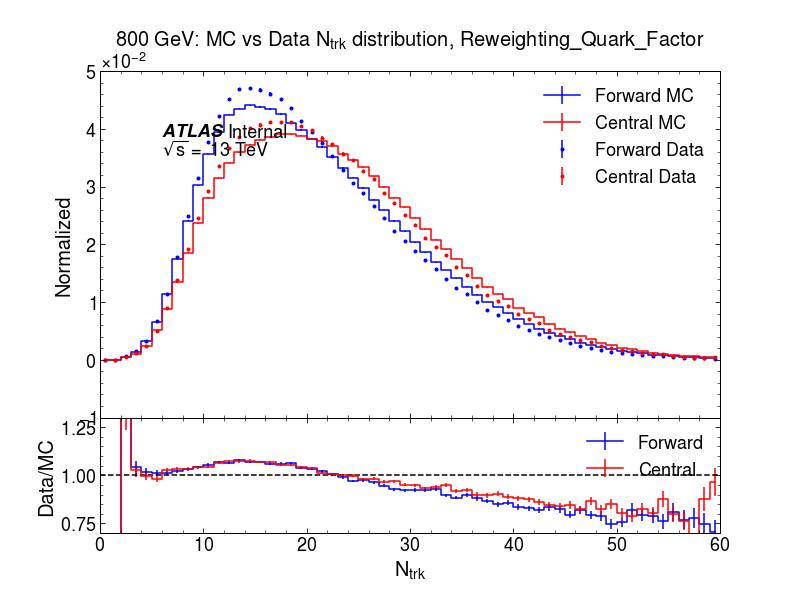 800 GeV: MC vs Data Ntrk distribution, Reweighting_Quark_Factor
×10⁻²
5
4
3
2
1
0
−1
Normalized
ATLAS Internal
√s = 13 TeV
Forward MC
Central MC
Forward Data
Central Data
1.25
1.00
0.75
Data/MC
Forward
Central
0 10 20 30 40 50 60
Ntrk